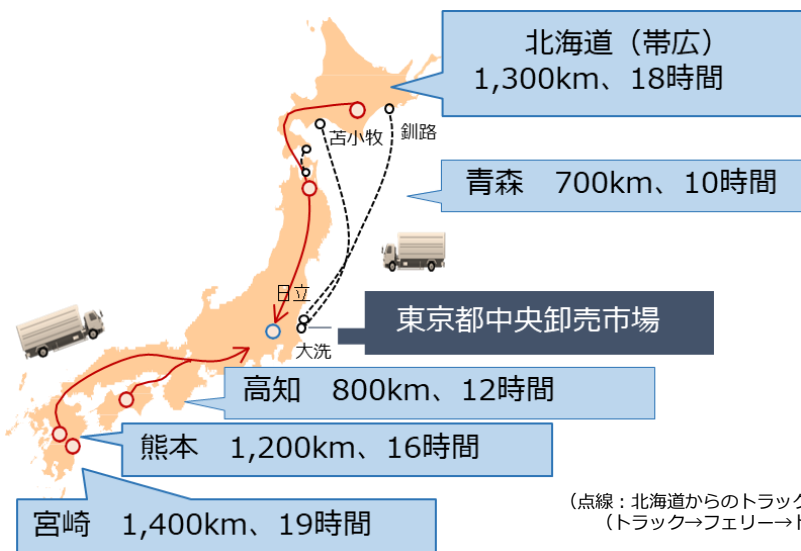 北海道（帯広）
1,300km、18時間
苫小牧
釧路
青森　700km、10時間
日立
東京都中央卸売市場
大洗
高知　800km、12時間
熊本　1,200km、16時間
宮崎　1,400km、19時間
（点線：北海道からのトラック
（トラック→フェリー→